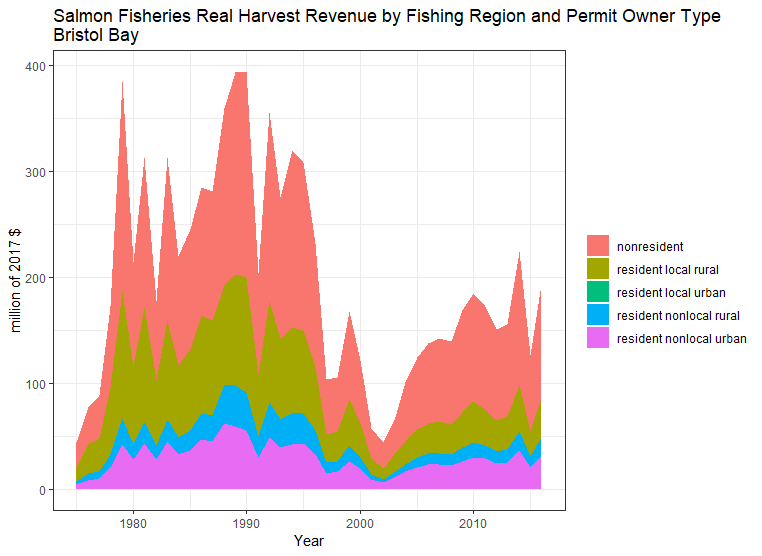 Salmon Fisheries Real Harvest Revenue by Fishing Region and Permit Owner Type
Bristol Bay
400
300
200
100
0
million of 2017 $
1980
1990
2000
2010
Year
nonresident
resident local rural
resident local urban
resident nonlocal rural
resident nonlocal urban